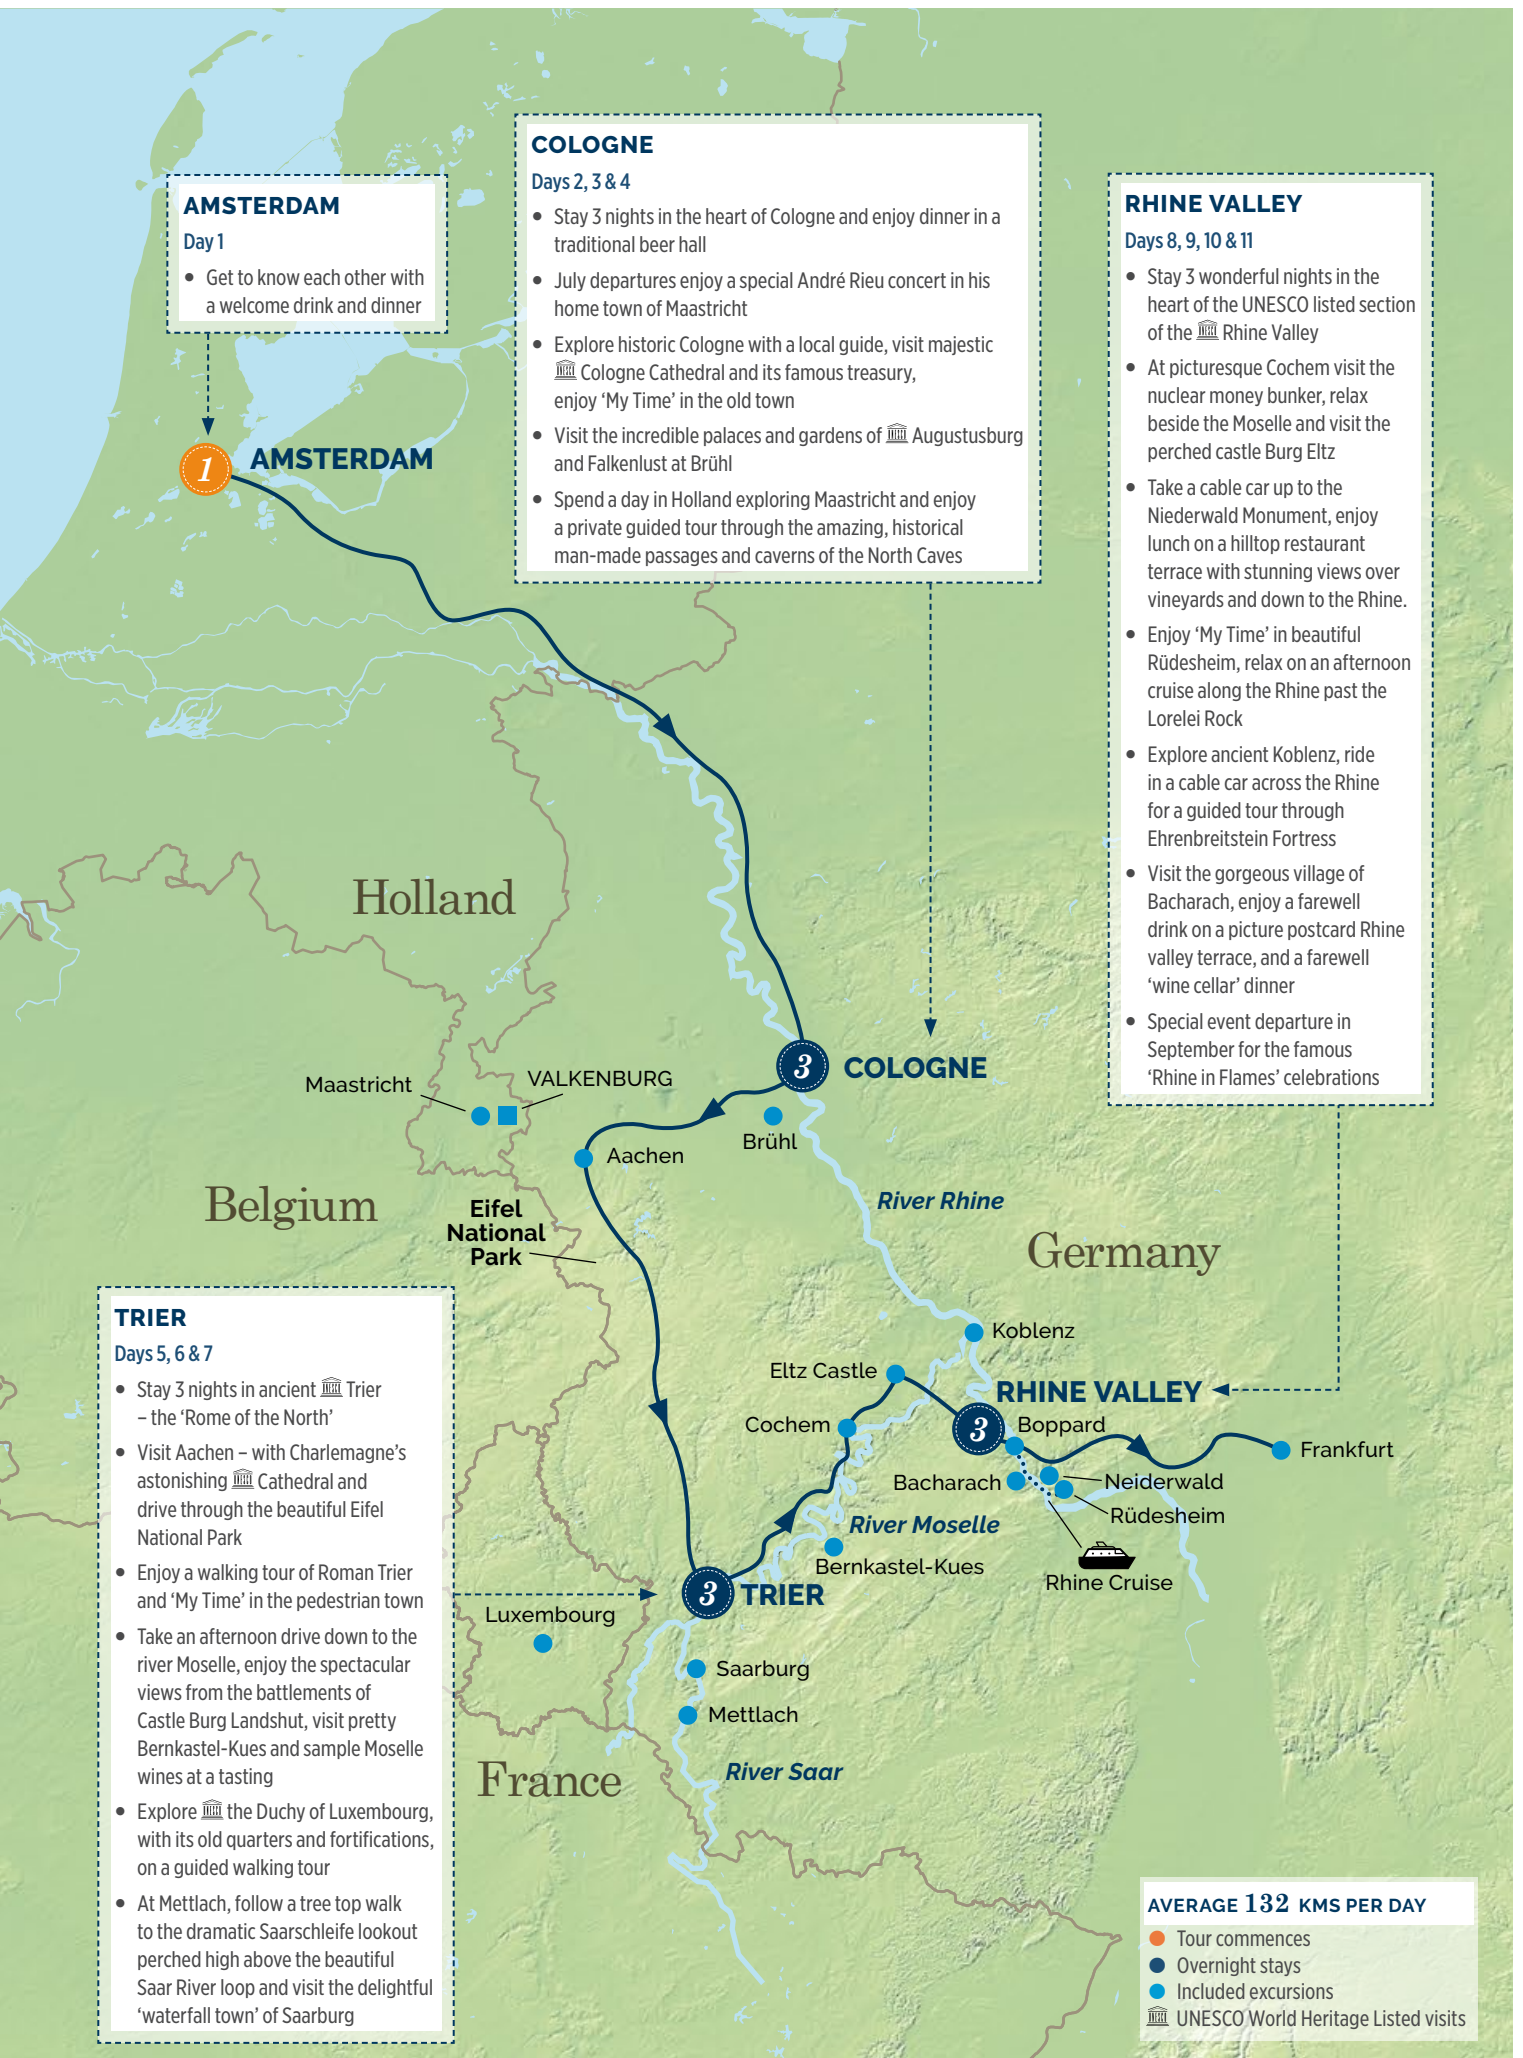 AMSTERDAM
Day 1
• Get to know each other with
a welcome drink and dinner
COLOGNE
Days 2, 3 & 4
• Stay 3 nights in the heart of Cologne and enjoy dinner in a
traditional beer hall
• July departures enjoy a special André Rieu concert in his
home town of Maastricht
• Explore historic Cologne with a local guide, visit majestic
Cologne Cathedral and its famous treasury,
enjoy ‘My Time’ in the old town
• Visit the incredible palaces and gardens of Augustusburg
and Falkenlust at Brühl
• Spend a day in Holland exploring Maastricht and enjoy
a private guided tour through the amazing, historical
man-made passages and caverns of the North Caves
RHINE VALLEY
Days 8, 9, 10 & 11
• Stay 3 wonderful nights in the
heart of the UNESCO listed section
of the Rhine Valley
• At picturesque Cochem visit the
nuclear money bunker, relax
beside the Moselle and visit the
perched castle Burg Eltz
• Take a cable car up to the
Niederwald Monument, enjoy
lunch on a hilltop restaurant
terrace with stunning views over
vineyards and down to the Rhine.
• Enjoy ‘My Time’ in beautiful
Rüdesheim, relax on an afternoon
cruise along the Rhine past the
Lorelei Rock
• Explore ancient Koblenz, ride
in a cable car across the Rhine
for a guided tour through
Ehrenbreitstein Fortress
• Visit the gorgeous village of
Bacharach, enjoy a farewell
drink on a picture postcard Rhine
valley terrace, and a farewell
‘wine cellar’ dinner
• Special event departure in
September for the famous
‘Rhine in Flames’ celebrations
1
AMSTERDAM
Holland
3
COLOGNE
Maastricht
VALKENBURG
Brühl
Aachen
Belgium
Eifel
National
Park
River Rhine
Germany
Koblenz
Eltz Castle
RHINE VALLEY
Cochem
3
Boppard
Frankfurt
Bacharach
Neiderwald
Rüdesheim
River Moselle
Bernkastel-Kues
Rhine Cruise
3
TRIER
Luxembourg
Saarburg
Mettlach
River Saar
France
TRIER
Days 5, 6 & 7
• Stay 3 nights in ancient Trier
– the ‘Rome of the North’
• Visit Aachen – with Charlemagne’s
astonishing Cathedral and
drive through the beautiful Eifel
National Park
• Enjoy a walking tour of Roman Trier
and ‘My Time’ in the pedestrian town
• Take an afternoon drive down to the
river Moselle, enjoy the spectacular
views from the battlements of
Castle Burg Landshut, visit pretty
Bernkastel-Kues and sample Moselle
wines at a tasting
• Explore the Duchy of Luxembourg,
with its old quarters and fortifications,
on a guided walking tour
• At Mettlach, follow a tree top walk
to the dramatic Saarschleife lookout
perched high above the beautiful
Saar River loop and visit the delightful
‘waterfall town’ of Saarburg
AVERAGE 132 KMS PER DAY
Tour commences
Overnight stays
Included excursions
UNESCO World Heritage Listed visits